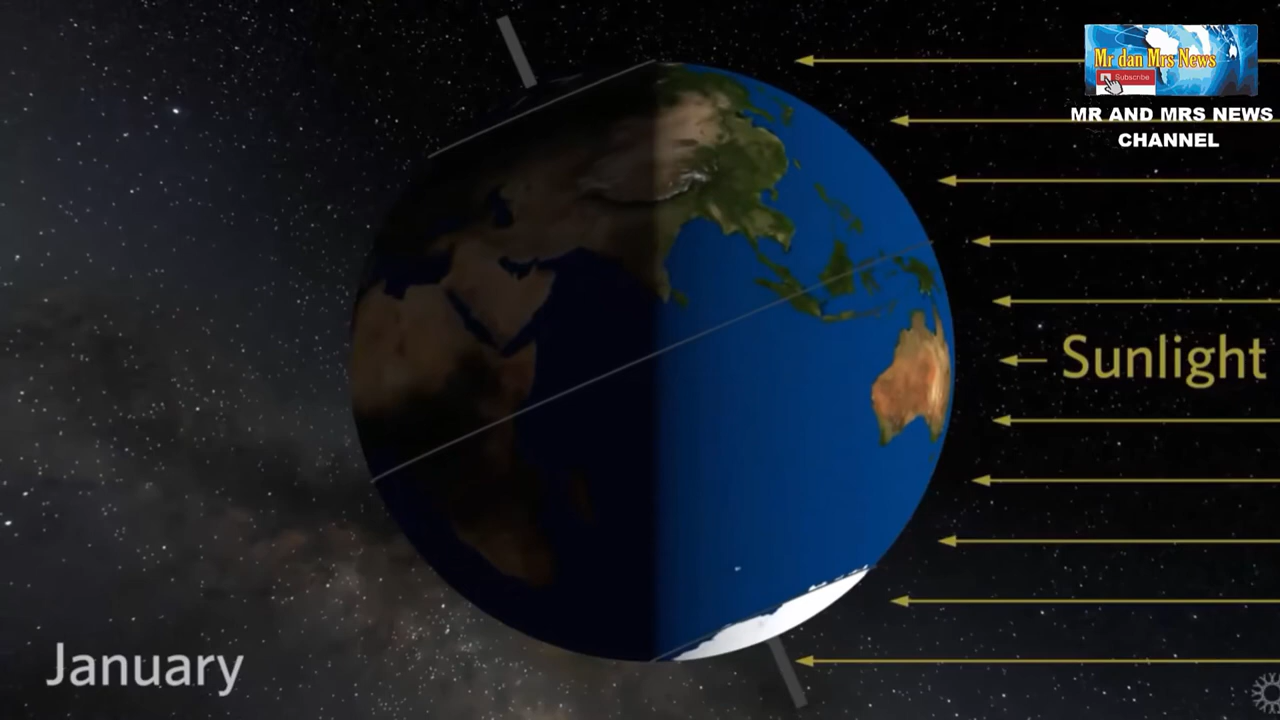 Mr dan Mrs News
Subscribe
MR AND MRS NEWS
CHANNEL
Sunlight
January